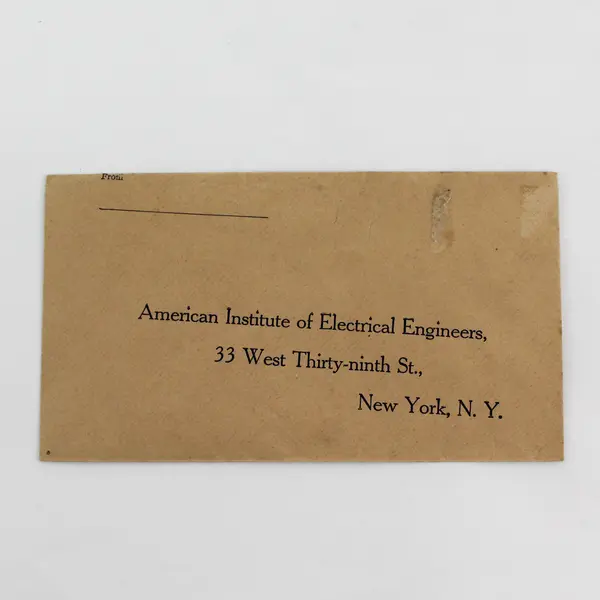 From:
American Institute of Electrical Engineers,
33 West Thirty-ninth St.,
New York, N. Y.